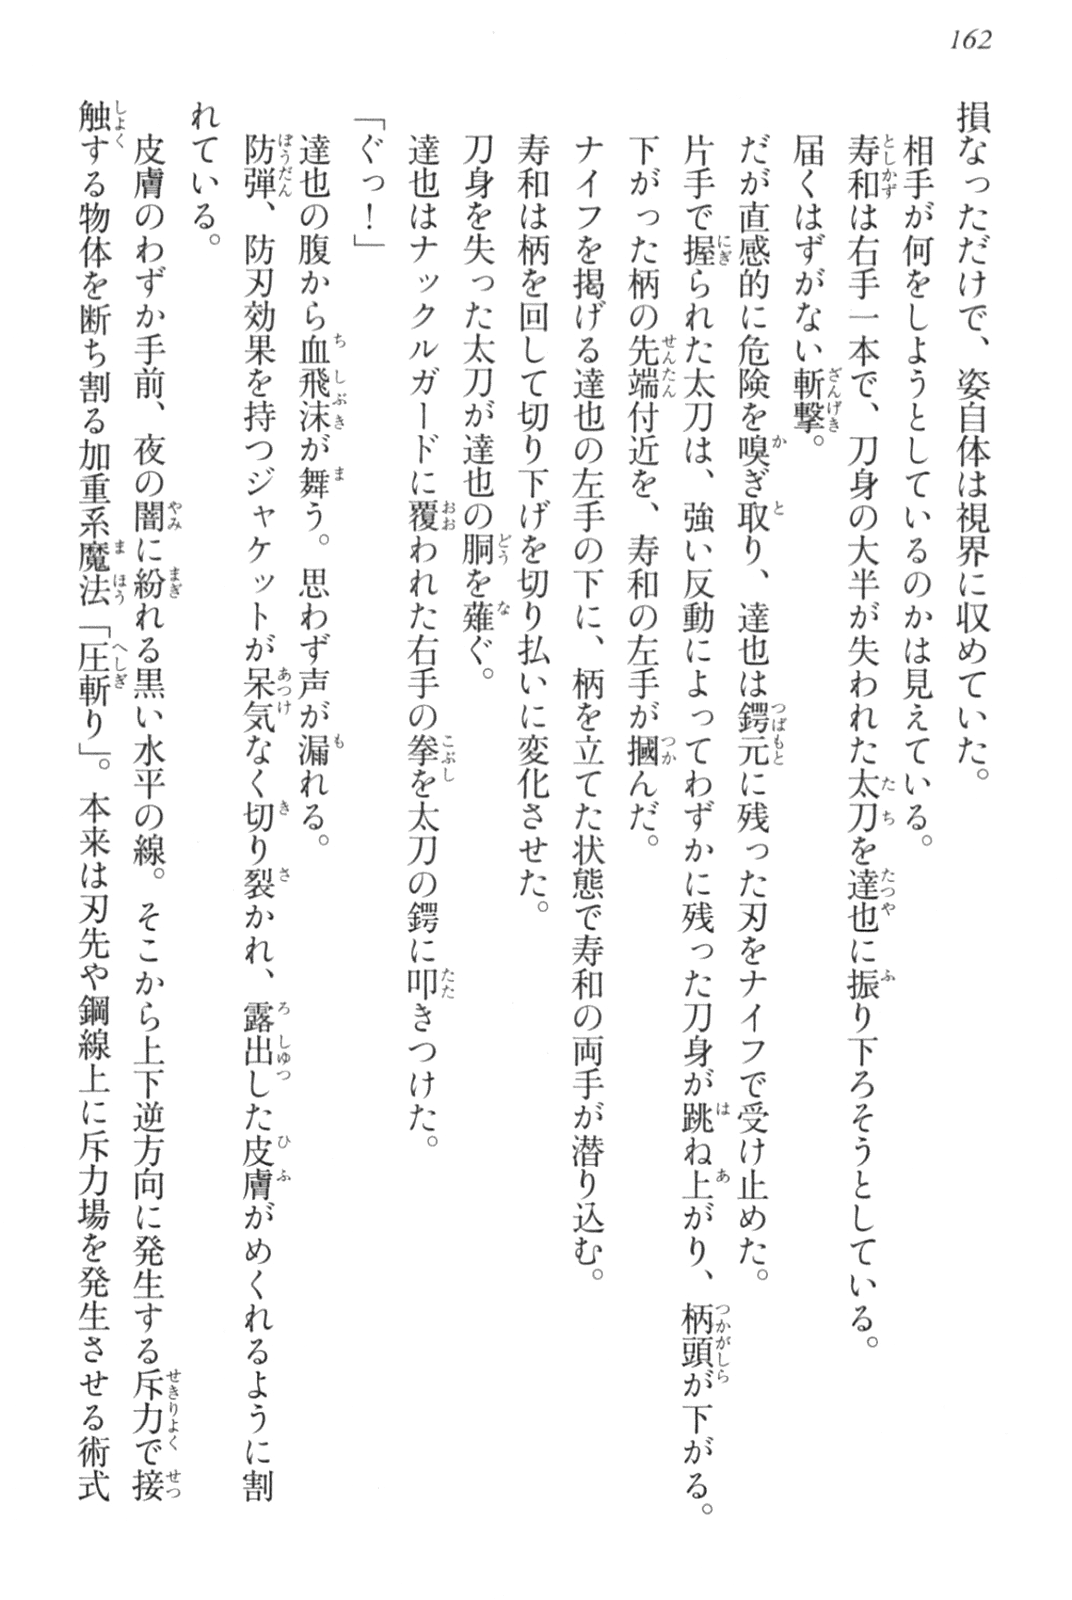 162
損なっただけで、姿自体は視界に収めていた。
相手が何をしようとしているのかは見えている。
寿和は右手一本で、刀身の大半が失われた太刀を達也に振り下ろそうとしている。
届くはずがない斬撃。
だが直感的に危険を嗅ぎ取り、達也は鍔元に残った刃をナイフで受け止めた。
片手で握られた太刀は、強い反動によってわずかに残った刀身が跳ね上がり、柄頭が下がる。
下がった柄の先端付近を、寿和の左手が摑んだ。
ナイフを掲げる達也の左手の下に、柄を立てた状態で寿和の両手が潜り込む。
寿和は柄を回して切り下げを切り払いに変化させた。
刀身を失った太刀が達也の胴を薙ぐ。
達也はナックルガードに覆われた右手の拳を太刀の鍔に叩きつけた。
「ぐっ！」
達也の腹から血飛沫が舞う。思わず声が漏れる。
防弾、防刃効果を持つジャケットが呆気なく切り裂かれ、露出した皮膚がめくれるように割
れている。
皮膚のわずか手前、夜の闇に紛れる黒い水平の線。そこから上下逆方向に発生する斥力で接
触する物体を断ち割る加重系魔法「圧斬り」。本来は刃先や鋼線上に斥力場を発生させる術式